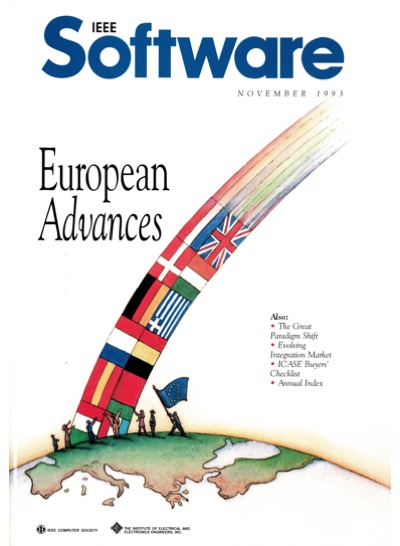 IEEE
Software
NOVEMBER 1993
European
Advances
Also:
• The Great
Paradigm Shift
• Evolving
Integration Market
• ICASE Buyers'
Checklist
• Annual Index
IEEE COMPUTER SOCIETY
THE INSTITUTE OF ELECTRICAL AND
ELECTRONICS ENGINEERS, INC.